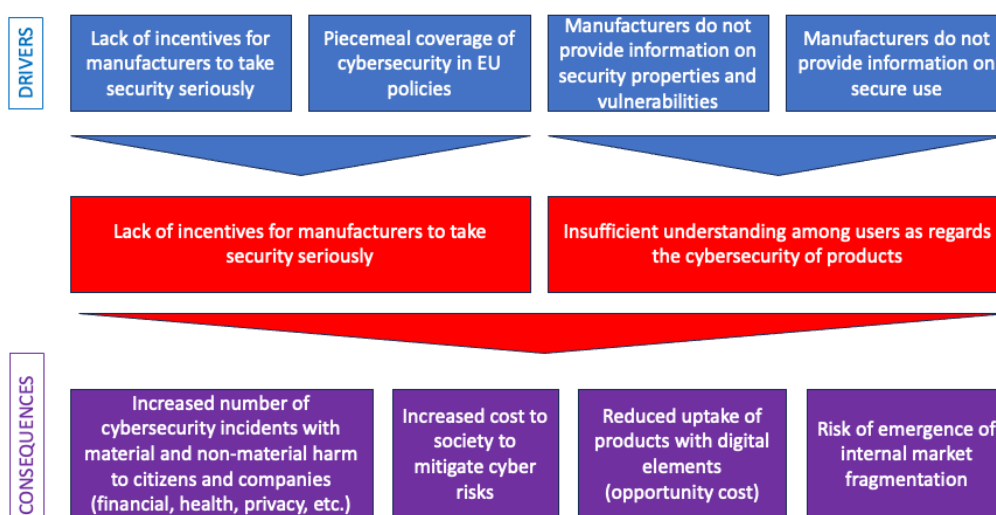 DRIVERS
Lack of incentives for
manufacturers to take
security seriously
Piecemeal coverage of
cybersecurity in EU
policies
Manufacturers do not
provide information on
security properties and
vulnerabilities
Manufacturers do not
provide information on
secure use
Lack of incentives for manufacturers to take
security seriously
Insufficient understanding among users as regards
the cybersecurity of products
CONSEQUENCES
Increased number of
cybersecurity incidents with
material and non-material harm
to citizens and companies
(financial, health, privacy, etc.)
Increased cost to
society to
mitigate cyber
risks
Reduced uptake of
products with digital
elements
(opportunity cost)
Risk of emergence of
internal market
fragmentation